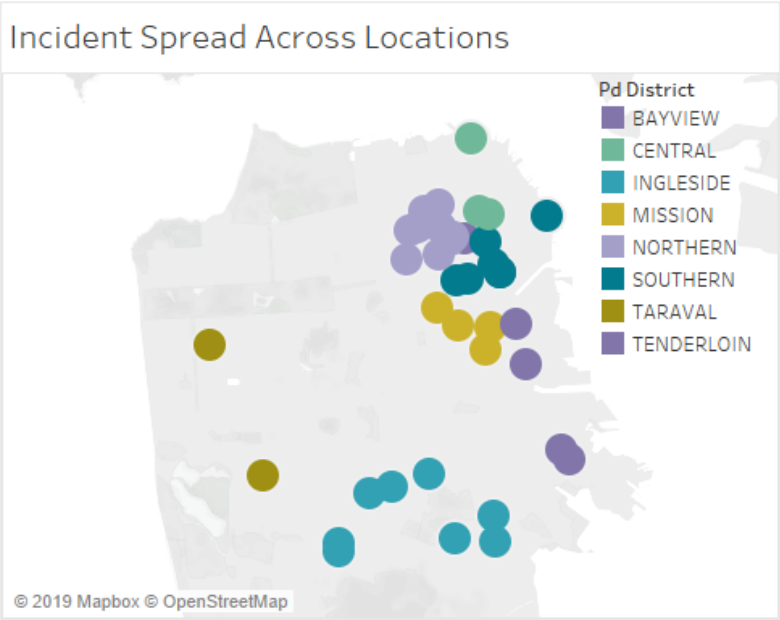 Incident Spread Across Locations
Pd District
BAYVIEW
CENTRAL
INGLESIDE
MISSION
NORTHERN
SOUTHERN
TARAVAL
TENDERLOIN
© 2019 Mapbox © OpenStreetMap